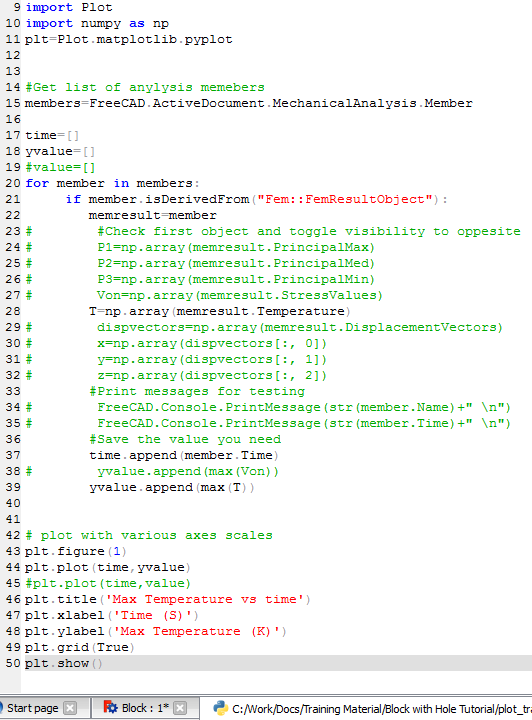 9 import Plot
10 import numpy as np
11 plt=Plot.matplotlib.pyplot
12
13
14 #Get list of anylysis memebers
15 members=FreeCAD.ActiveDocument.MechanicalAnalysis.Member
16
17 time=[]
18 yvalue=[]
19 #value=[]
20 for member in members:
21 if member.isDerivedFrom("Fem::FemResultObject"):
22 memresult=member
23 # #Check first object and toggle visibility to oppesite
24 # P1=np.array(memresult.PrincipalMax)
25 # P2=np.array(memresult.PrincipalMed)
26 # P3=np.array(memresult.PrincipalMin)
27 # Von=np.array(memresult.StressValues)
28 T=np.array(memresult.Temperature)
29 # dispvectors=np.array(memresult.DisplacementVectors)
30 # x=np.array(dispvectors[:, 0])
31 # y=np.array(dispvectors[:, 1])
32 # z=np.array(dispvectors[:, 2])
33 #Print messages for testing
34 # FreeCAD.Console.PrintMessage(str(member.Name)+" \n")
35 # FreeCAD.Console.PrintMessage(str(member.Time)+" \n")
36 #Save the value you need
37 time.append(member.Time)
38 # yvalue.append(max(Von))
39 yvalue.append(max(T))
40
41
42 # plot with various axes scales
43 plt.figure(1)
44 plt.plot(time,yvalue)
45 #plt.plot(time,value)
46 plt.title('Max Temperature vs time')
47 plt.xlabel('Time (S)')
48 plt.ylabel('Max Temperature (K)')
49 plt.grid(True)
50 plt.show()
Start page Block : 1* C:/Work/Docs/Training Material/Block with Hole Tutorial/plot_tr